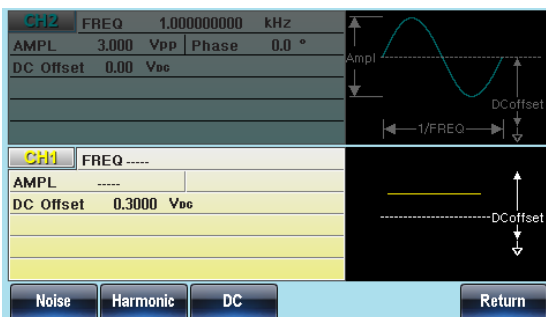 CH2 FREQ 1.000000000 kHz
AMPL 3.000 Vpp Phase 0.0 °
DC Offset 0.00 VDC
Ampl
DCoffset
1/FREQ
CH1 FREQ -----
AMPL -----
DC Offset 0.3000 VDC
DCoffset
Noise Harmonic DC Return